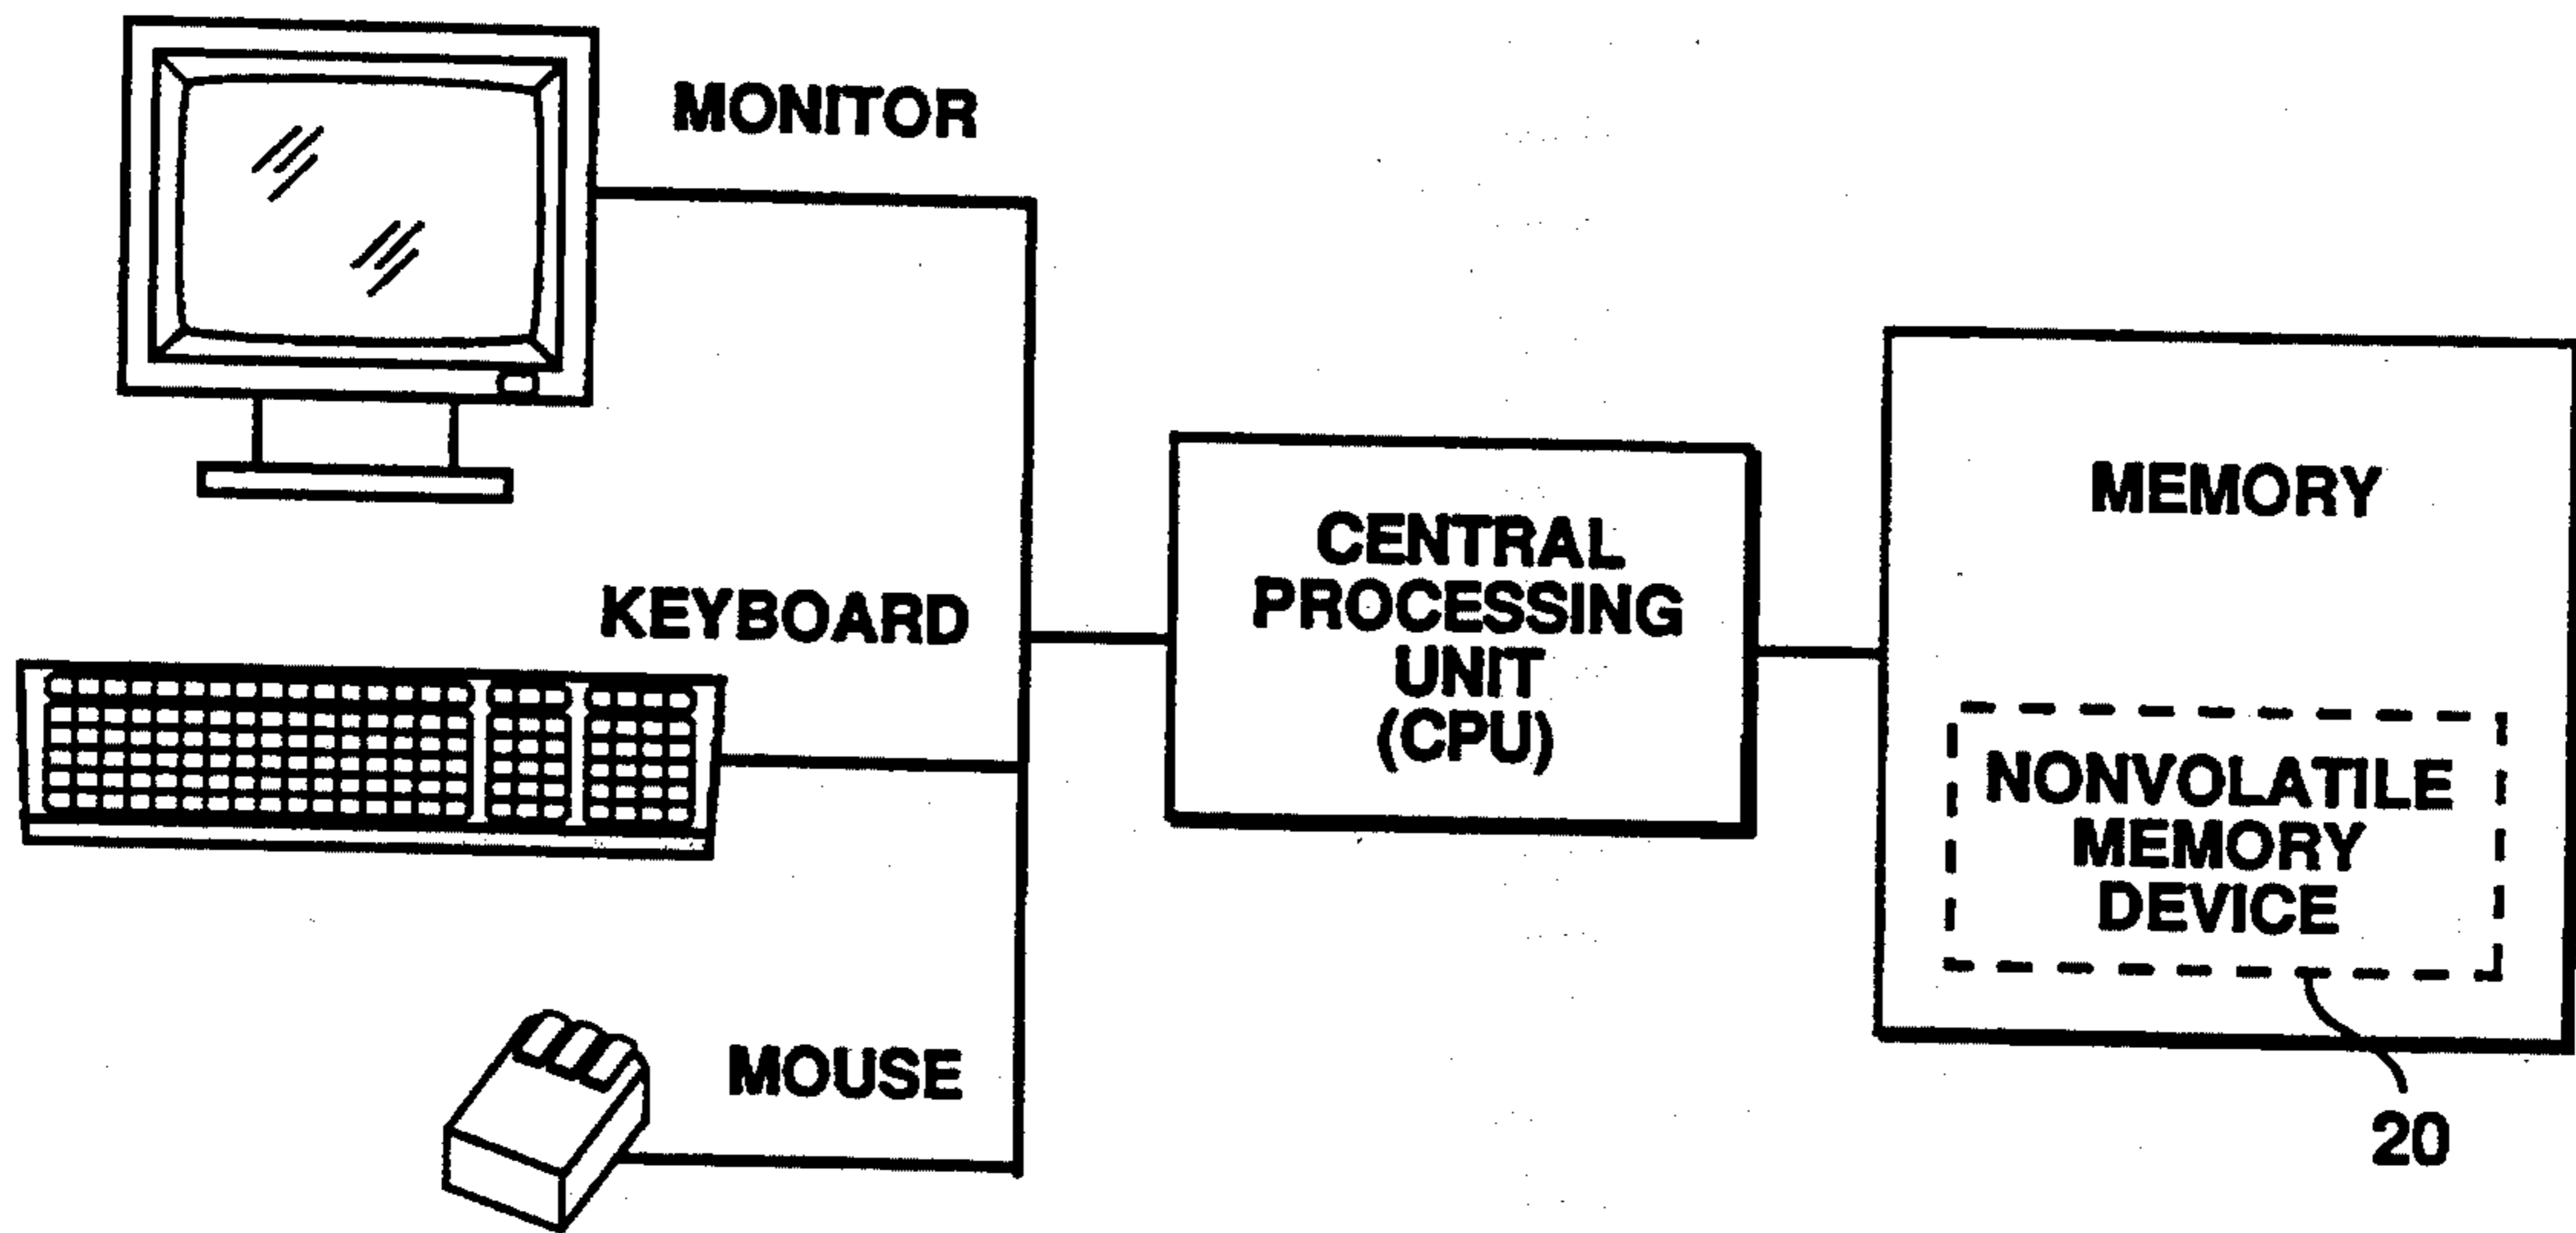 MONITOR
KEYBOARD
MOUSE
CENTRAL
PROCESSING
UNIT
(CPU)
MEMORY
NONVOLATILE
MEMORY
DEVICE
20